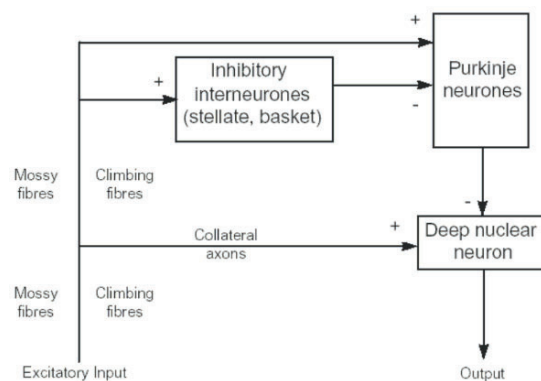 +
Inhibitory
interneurones
(stellate, basket)
+
-
Purkinje
neurones
Mossy
fibres
Climbing
fibres
-
Collateral
axons
+
Deep nuclear
neuron
Mossy
fibres
Climbing
fibres
Excitatory Input
Output